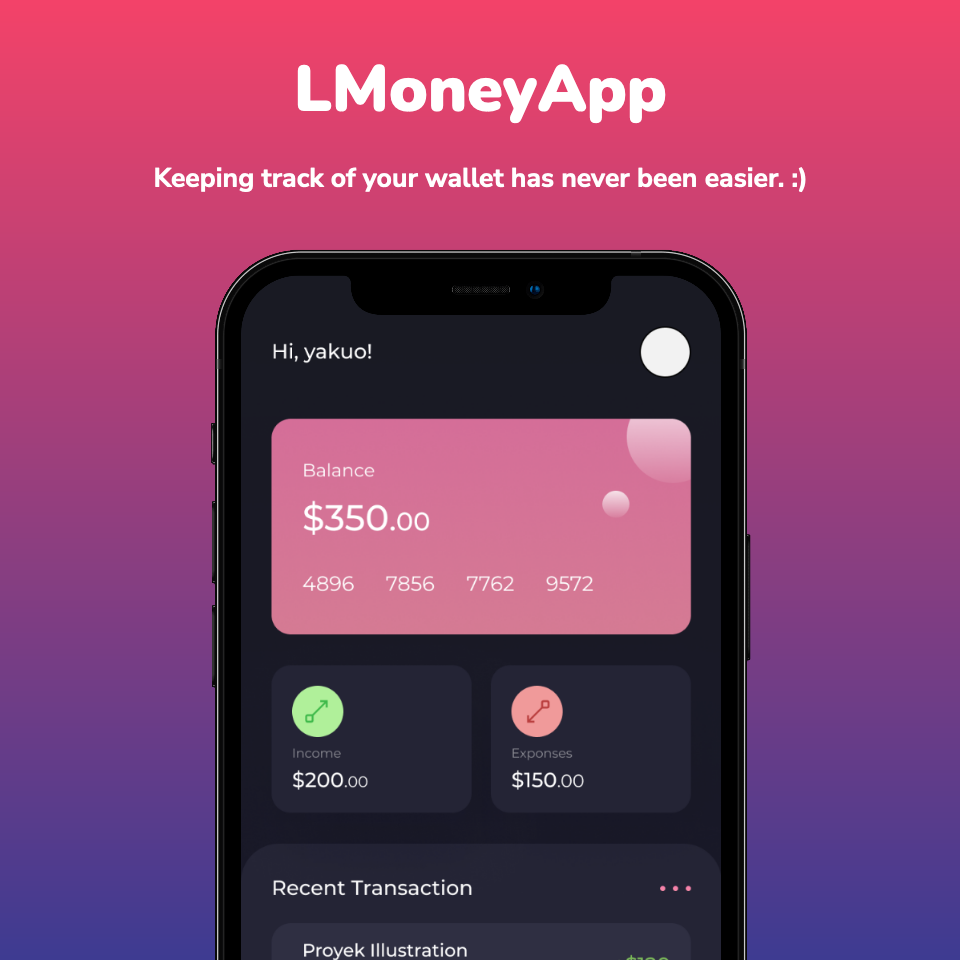 LMoneyApp
Keeping track of your wallet has never been easier. :)
Hi, yakuo!
Balance
$350.00
4896 7856 7762 9572
Income
$200.00
Exponses
$150.00
Recent Transaction
Proyek Illustration